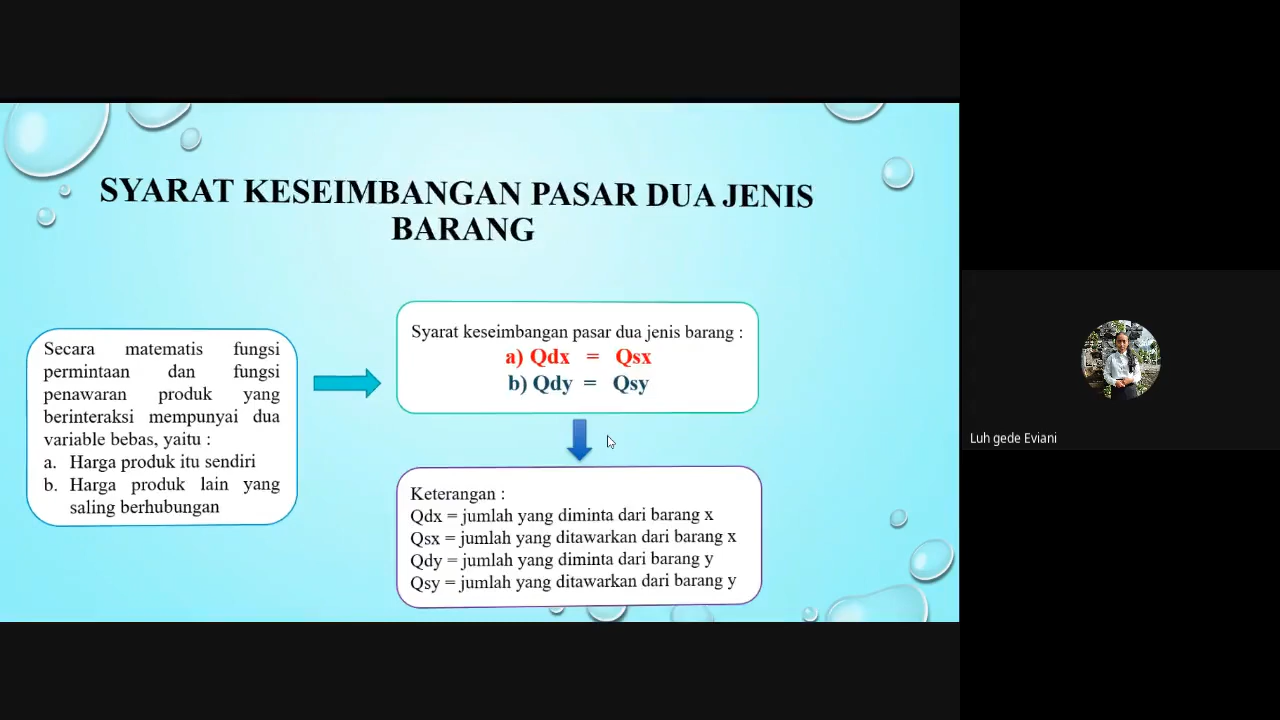 SYARAT KESEIMBANGAN PASAR DUA JENIS
BARANG
Secara matematis fungsi
permintaan dan fungsi
penawaran produk yang
berinteraksi mempunyai dua
variable bebas, yaitu :
a. Harga produk itu sendiri
b. Harga produk lain yang
saling berhubungan
Syarat keseimbangan pasar dua jenis barang :
a) Qdx = Qsx
b) Qdy = Qsy
Keterangan :
Qdx = jumlah yang diminta dari barang x
Qsx = jumlah yang ditawarkan dari barang x
Qdy = jumlah yang diminta dari barang y
Qsy = jumlah yang ditawarkan dari barang y
Luh gede Eviani